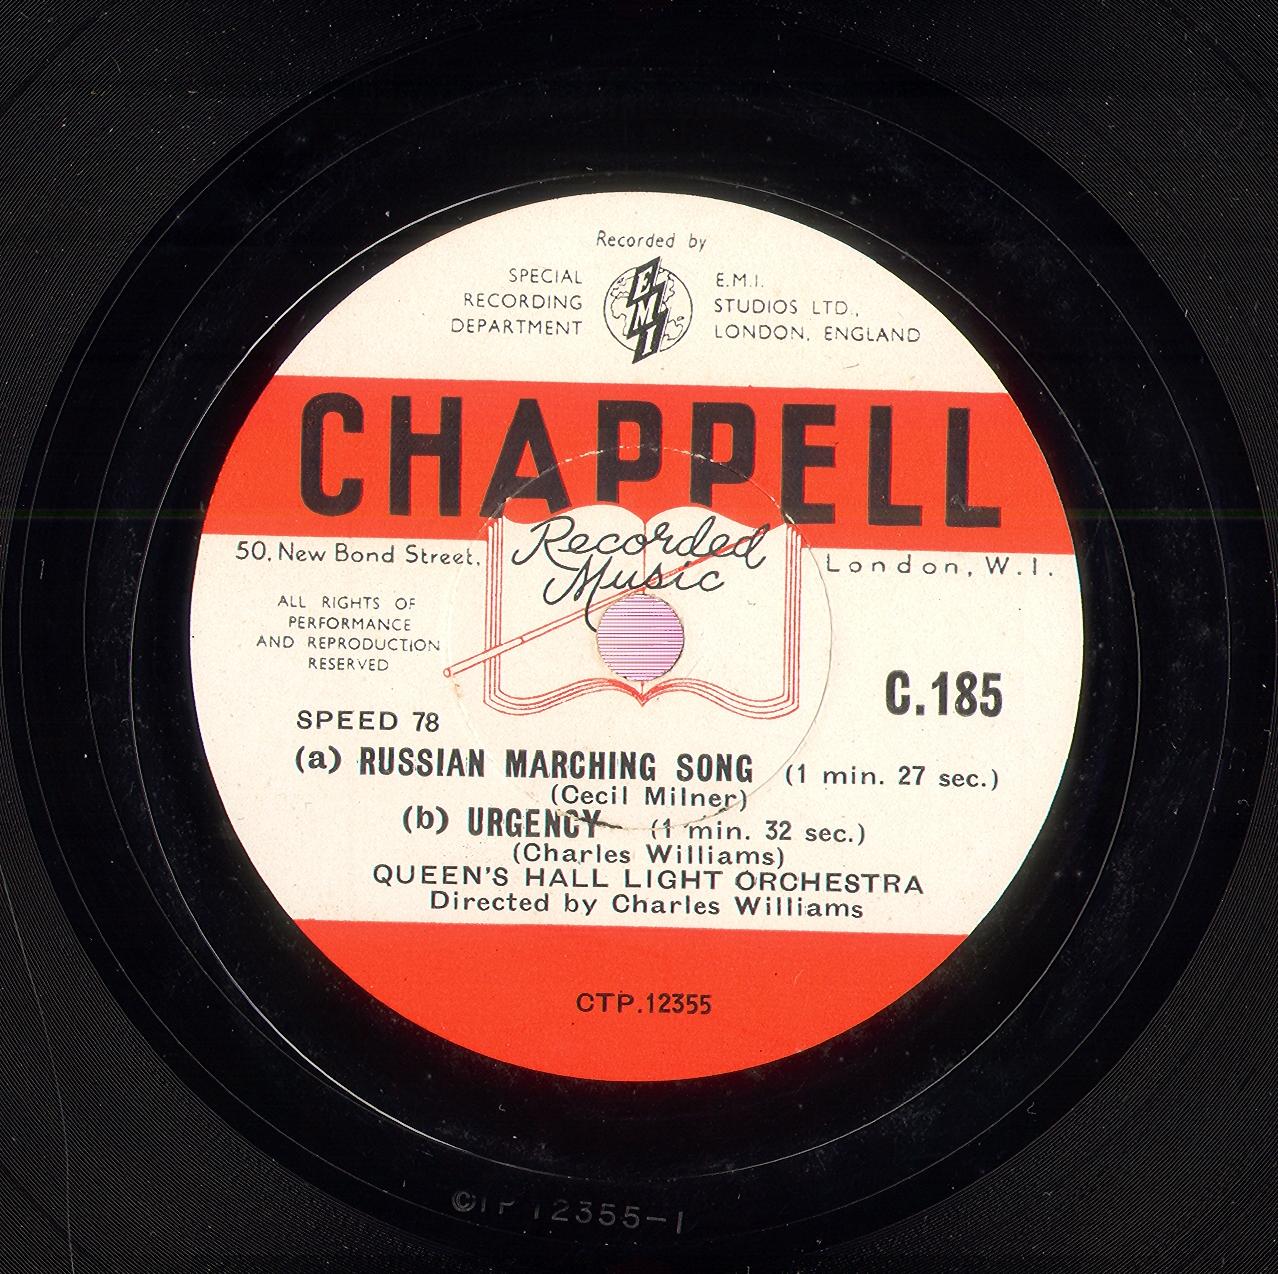 Recorded by
SPECIAL
RECORDING
DEPARTMENT
EMI
E.M.I.
STUDIOS LTD.,
LONDON, ENGLAND
CHAPPELL
Recorded
Music
50, New Bond Street,
London, W.1.
ALL RIGHTS OF
PERFORMANCE
AND REPRODUCTION
RESERVED
C.185
SPEED 78
(a) RUSSIAN MARCHING SONG (1 min. 27 sec.)
(Cecil Milner)
(b) URGENCY (1 min. 32 sec.)
(Charles Williams)
QUEEN'S HALL LIGHT ORCHESTRA
Directed by Charles Williams
CTP.12355
CTP 12355-1